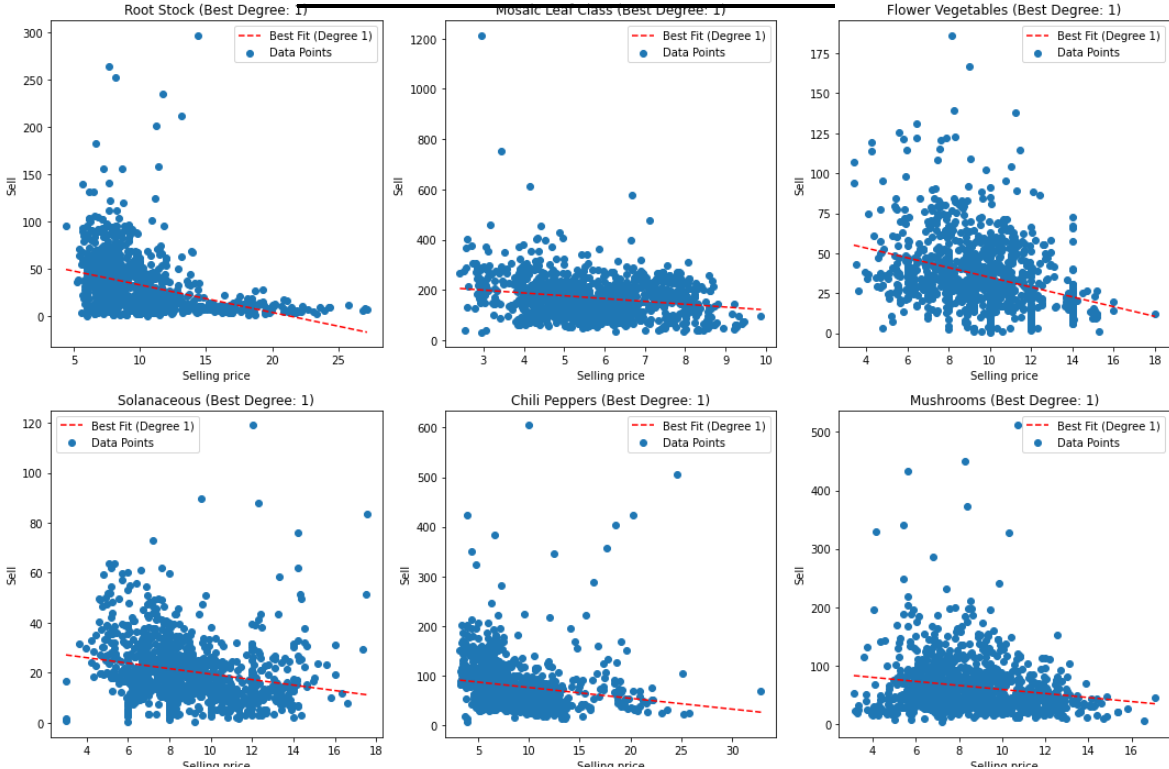 Root Stock (Best Degree: 1)
Best Fit (Degree 1)
Data Points
Sell
300
250
200
150
100
50
0
5
10
15
20
25
Selling price
Mosaic Leaf Class (Best Degree: 1)
Best Fit (Degree 1)
Data Points
Sell
1200
1000
800
600
400
200
0
3
4
5
6
7
8
9
10
Selling price
Flower Vegetables (Best Degree: 1)
Best Fit (Degree 1)
Data Points
Sell
175
150
125
100
75
50
25
0
4
6
8
10
12
14
16
18
Selling price
Solanaceous (Best Degree: 1)
Best Fit (Degree 1)
Data Points
Sell
120
100
80
60
40
20
0
4
6
8
10
12
14
16
18
Selling price
Chili Peppers (Best Degree: 1)
Best Fit (Degree 1)
Data Points
Sell
600
500
400
300
200
100
0
5
10
15
20
25
30
Selling price
Mushrooms (Best Degree: 1)
Best Fit (Degree 1)
Data Points
Sell
500
400
300
200
100
0
4
6
8
10
12
14
16
Selling price